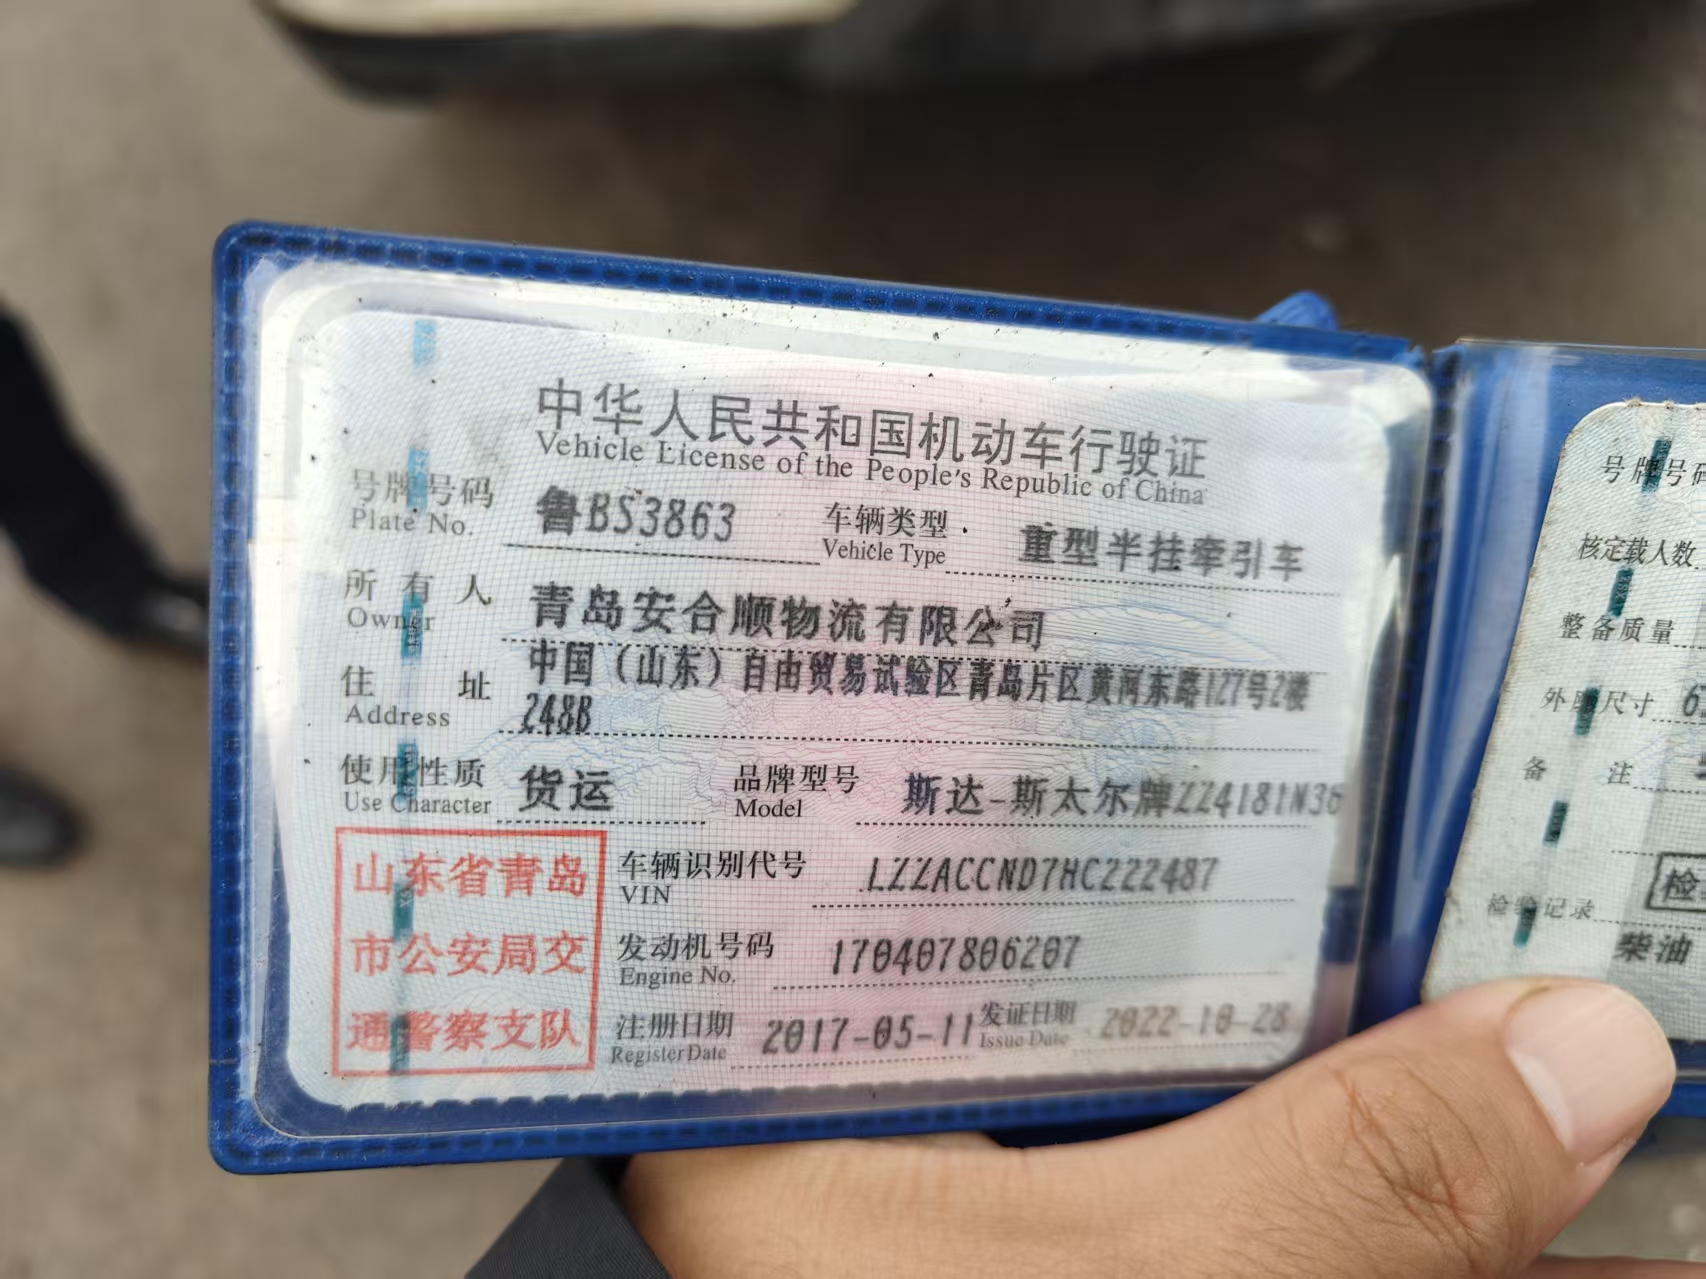 中华人民共和国机动车行驶证
Vehicle License of the People's Republic of China
号牌号码 鲁BS3863 车辆类型 重型半挂牵引车
Plate No. Vehicle Type
所有人 青岛安合顺物流有限公司
Owner
住址 中国（山东）自由贸易试验区青岛片区黄河东路127号2楼
Address 248B
使用性质 货运 品牌型号 斯达-斯太尔牌ZZ4181N36
Use Character Model
山东省青岛
市公安局交
通警察支队
车辆识别代号 LZZACCND7HC222487
VIN
发动机号码 170407806207
Engine No.
注册日期 2017-05-11 发证日期 2022-10-28
Register Date Issue Date
号牌号码
核定载人数
整备质量
外廓尺寸 6
备注
检
检验记录
柴油